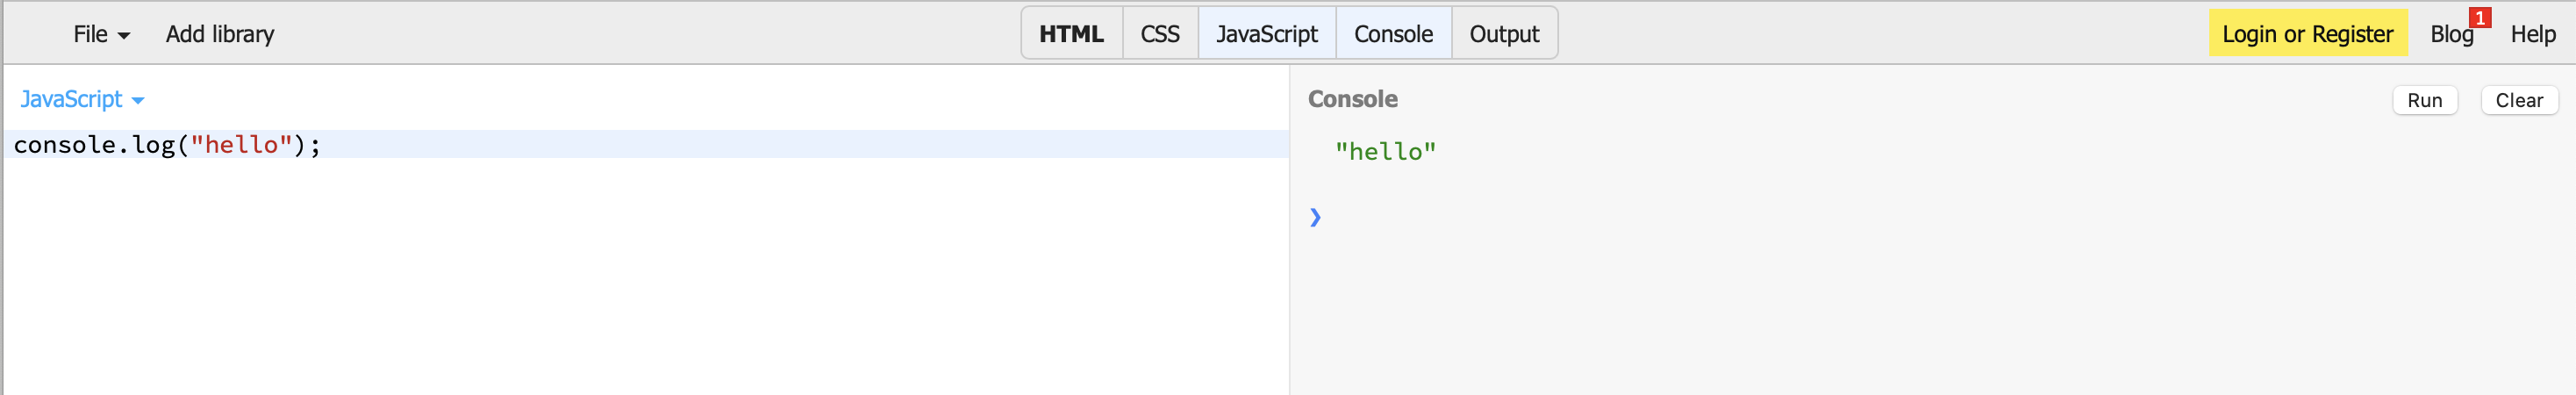 File Add library HTML CSS JavaScript Console Output Login or Register Blog 1 Help
JavaScript
console.log("hello");
Console Run Clear
"hello"
❯